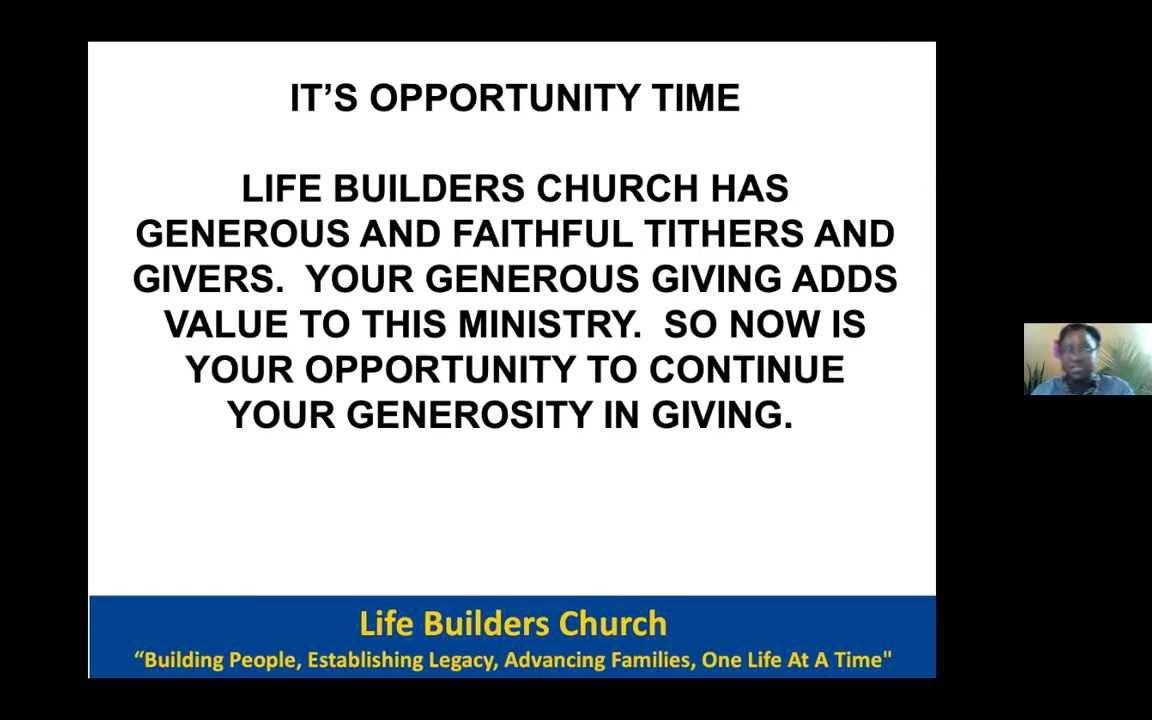 IT’S OPPORTUNITY TIME
LIFE BUILDERS CHURCH HAS
GENEROUS AND FAITHFUL TITHERS AND
GIVERS.  YOUR GENEROUS GIVING ADDS
VALUE TO THIS MINISTRY.  SO NOW IS
YOUR OPPORTUNITY TO CONTINUE
YOUR GENEROSITY IN GIVING.
Life Builders Church
“Building People, Establishing Legacy, Advancing Families, One Life At A Time"